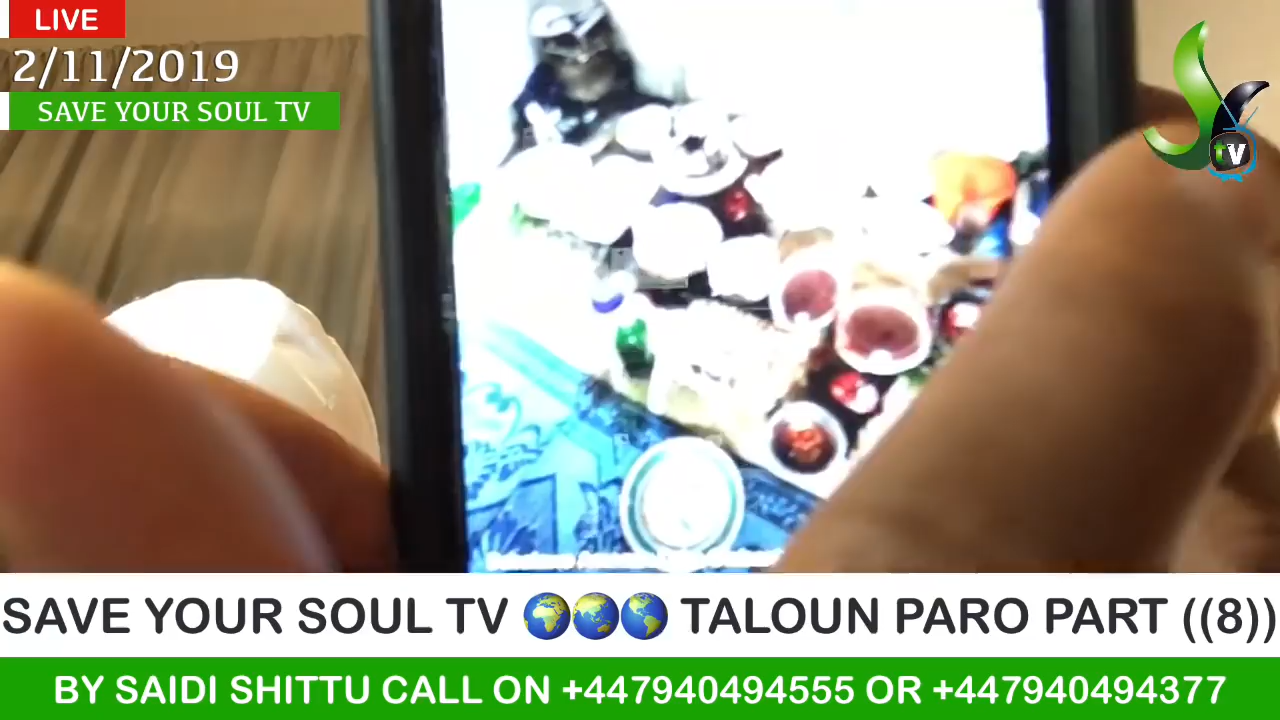 LIVE
2/11/2019
SAVE YOUR SOUL TV
tV
SAVE YOUR SOUL TV 🌍🌏🌎 TALOUN PARO PART ((8))
BY SAIDI SHITTU CALL ON +447940494555 OR +447940494377